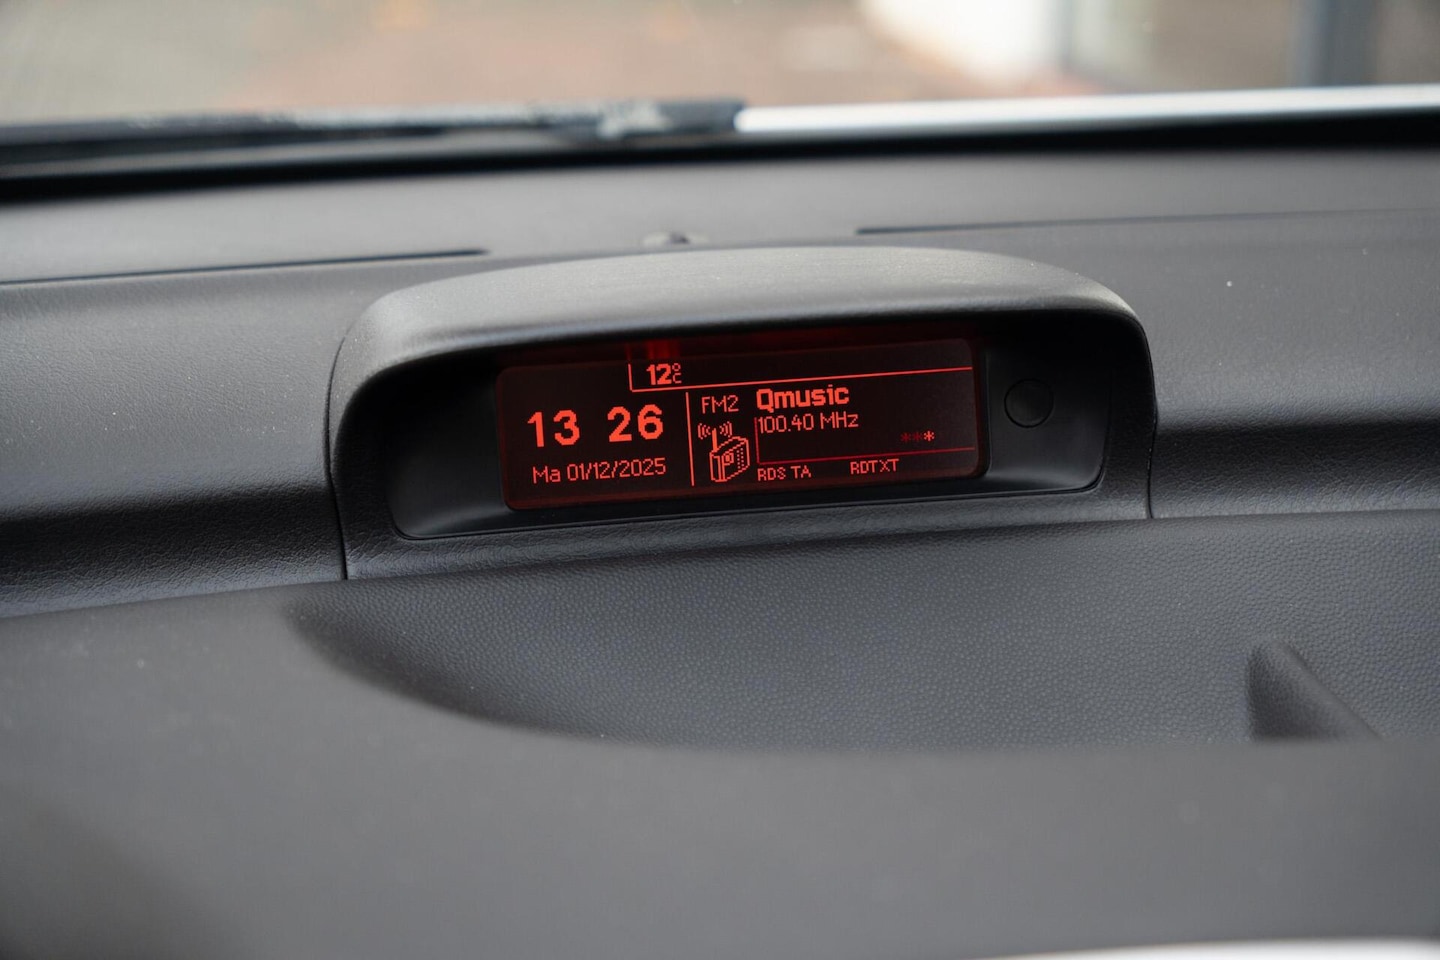 12°C
13 26
Ma 01/12/2025
FM2 Qmusic
100.40 MHz
***
RDS TA RDTXT